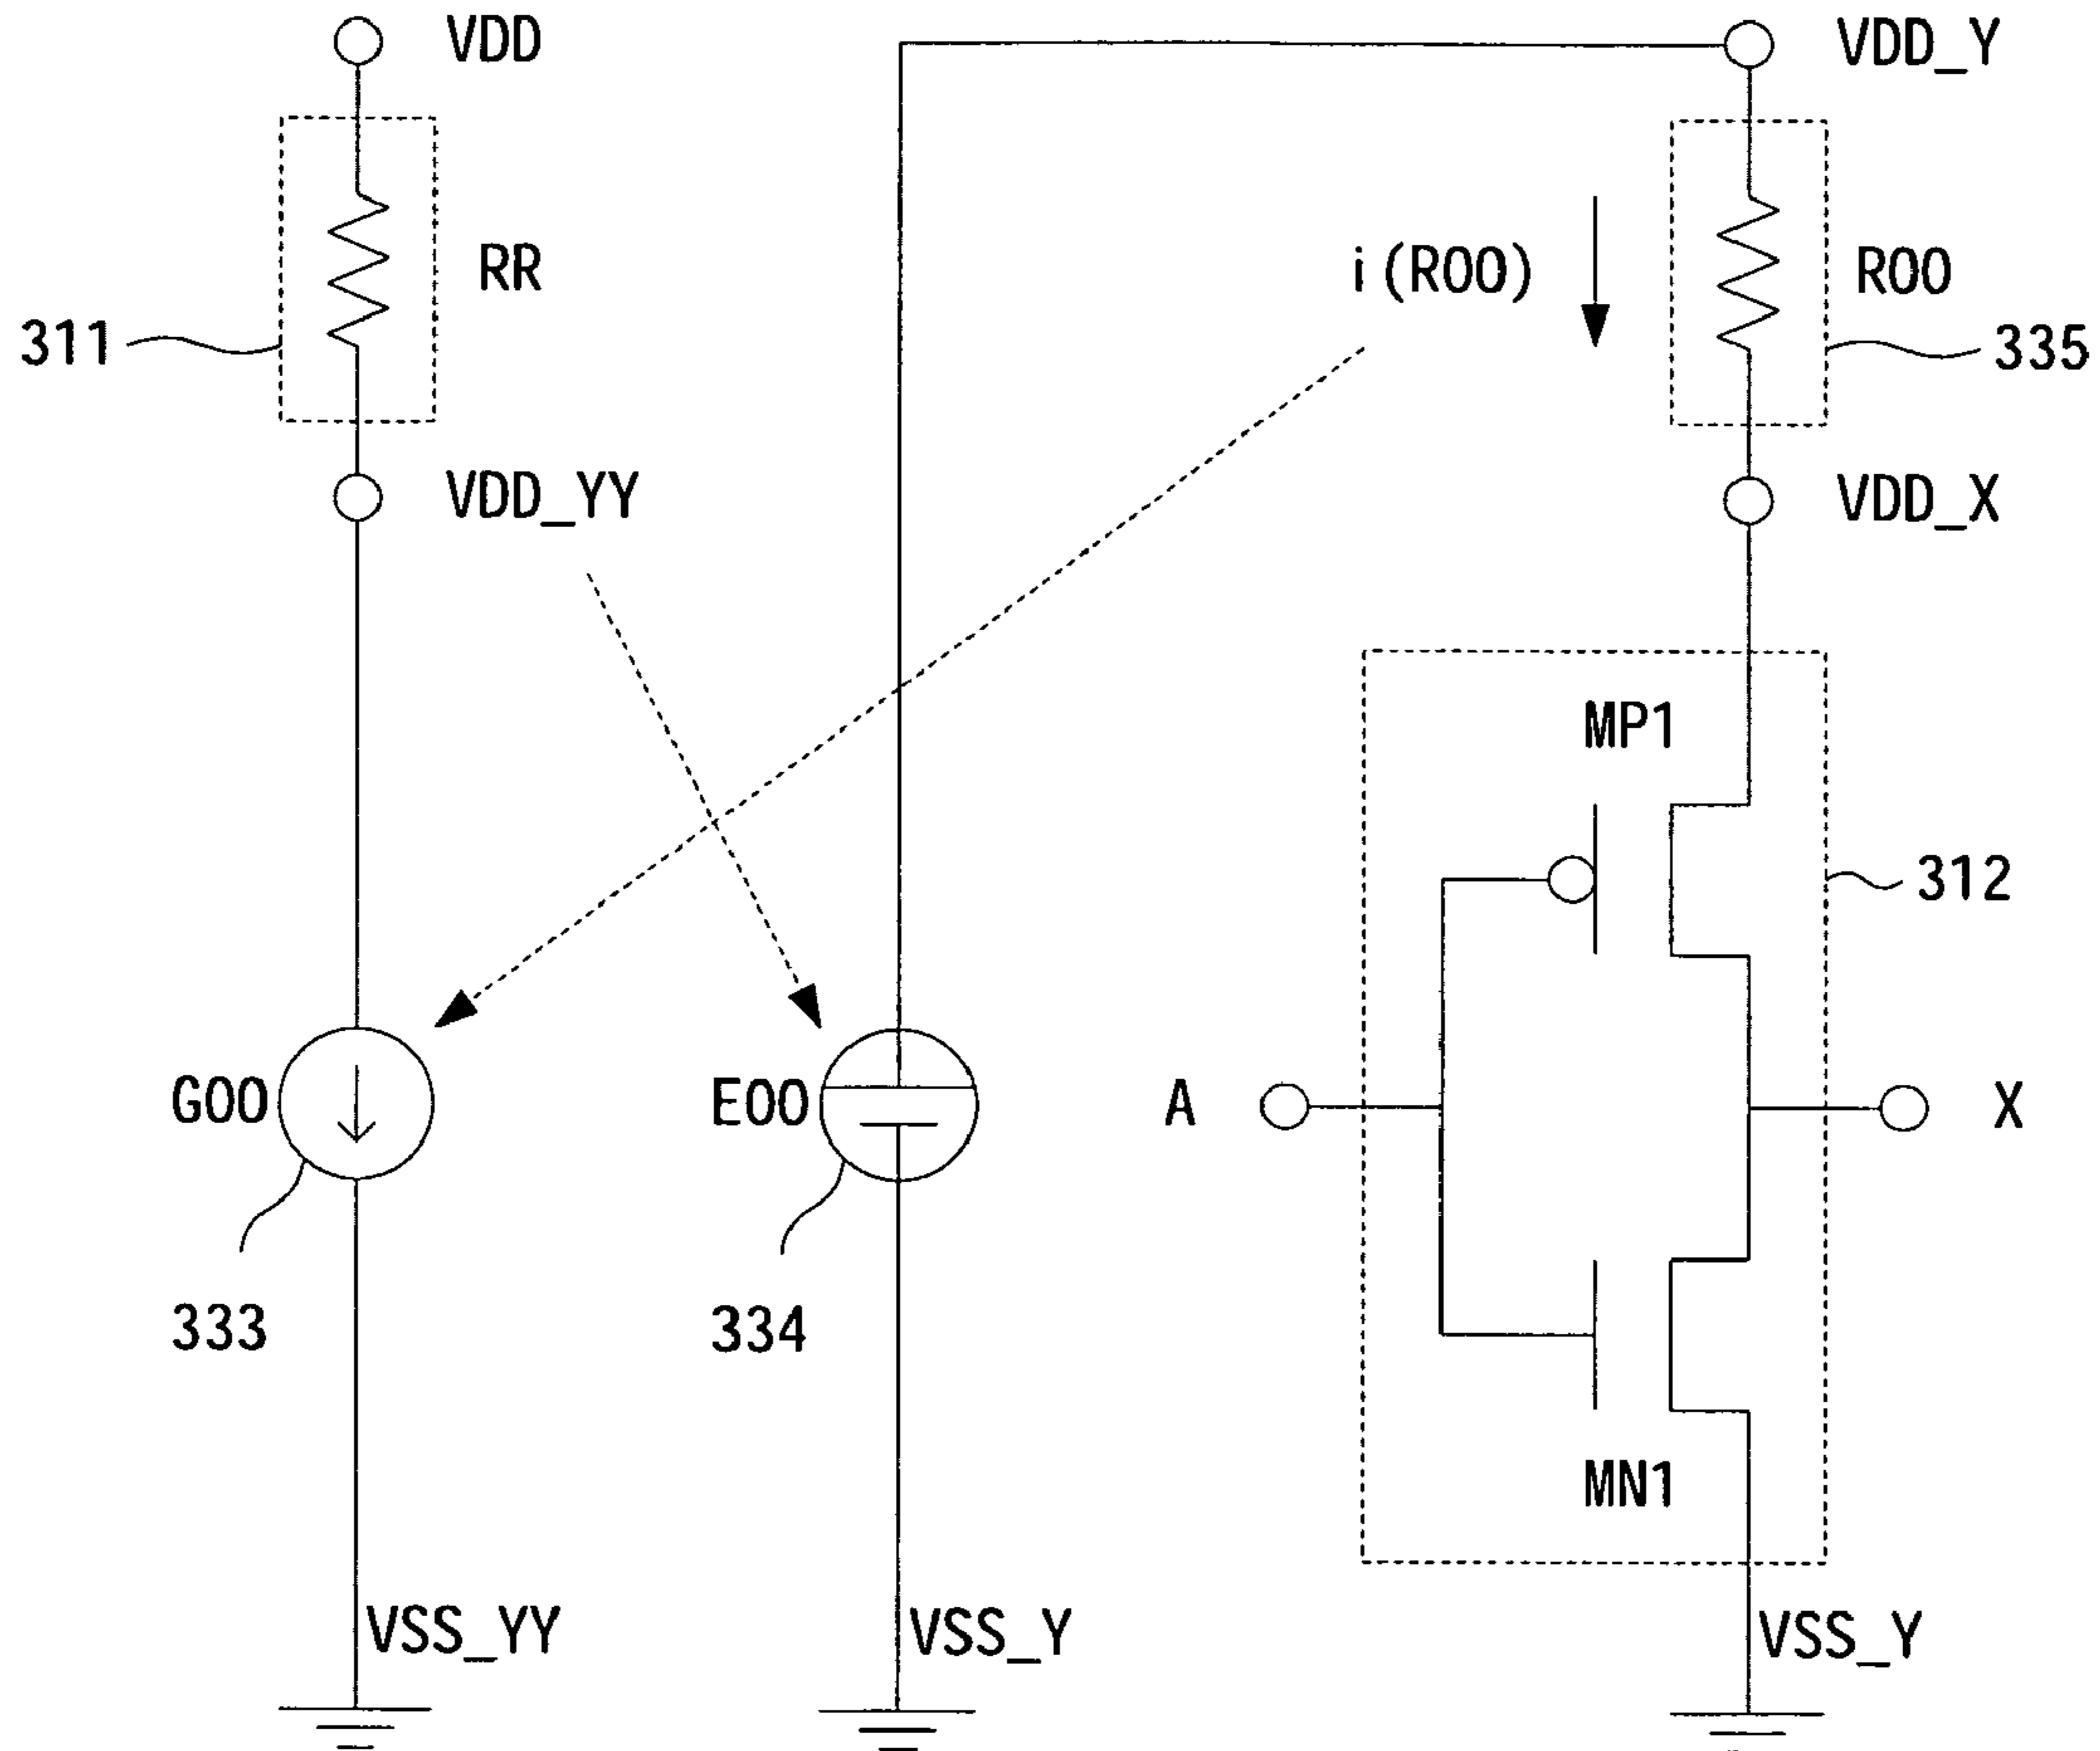 VDD
VDD_Y
RR
i(R00)
R00
311
335
VDD_YY
VDD_X
MP1
312
G00
E00
A
X
333
334
MN1
VSS_YY
VSS_Y
VSS_Y